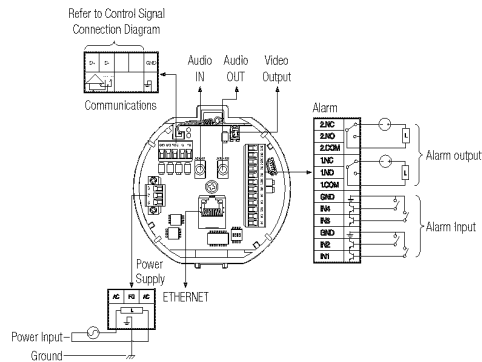 Refer to Control Signal
Connection Diagram
D+ D- GND
Communications
Audio
IN
Audio
OUT
Video
Output
Alarm
2.NC
2.NO
2.COM
1.NC
1.NO
1.COM
GND
IN4
IN3
GND
IN2
IN1
Alarm output
Alarm Input
Power
Supply
ETHERNET
AC FG AC
Power Input
Ground